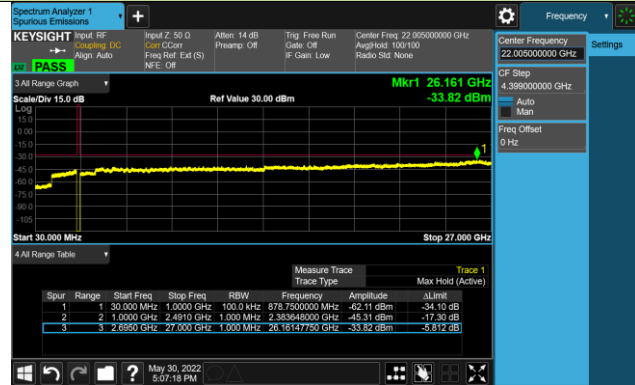 Spectrum Analyzer 1
Spurious Emissions
+
Frequency
KEYSIGHT Input: RF Input Z: 50 Ω Atten: 14 dB Trig: Free Run Center Freq: 22.005000000 GHz
Coupling: DC Corr CCorr Preamp: Off Gate: Off Avg|Hold: 100/100
Align: Auto Freq Ref: Ext (S) IF Gain: Low Radio Std: None
NFE: Off
PASS
Center Frequency
22.005000000 GHz
Settings
CF Step
4.399000000 GHz
Auto
Man
Freq Offset
0 Hz
3 All Range Graph
Mkr1 26.161 GHz
Scale/Div 15.0 dB Ref Value 30.00 dBm -33.82 dBm
Log
15.0
0.00
-15.0
-30.0
-45.0
-60.0
-75.0
-90.0
-105
1
Start 30.000 MHz Stop 27.000 GHz
4 All Range Table
Measure Trace Trace 1
Trace Type Max Hold (Active)
Spur Range Start Freq Stop Freq RBW Frequency Amplitude ΔLimit
1 1 30.000 MHz 1.0000 GHz 100.0 kHz 878.7500000 MHz -62.11 dBm -34.10 dB
2 2 1.0000 GHz 2.4910 GHz 1.000 MHz 2.383648000 GHz -45.31 dBm -17.30 dB
3 3 2.6950 GHz 27.000 GHz 1.000 MHz 26.16147750 GHz -33.82 dBm -5.812 dB
? May 30, 2022
5:07:18 PM